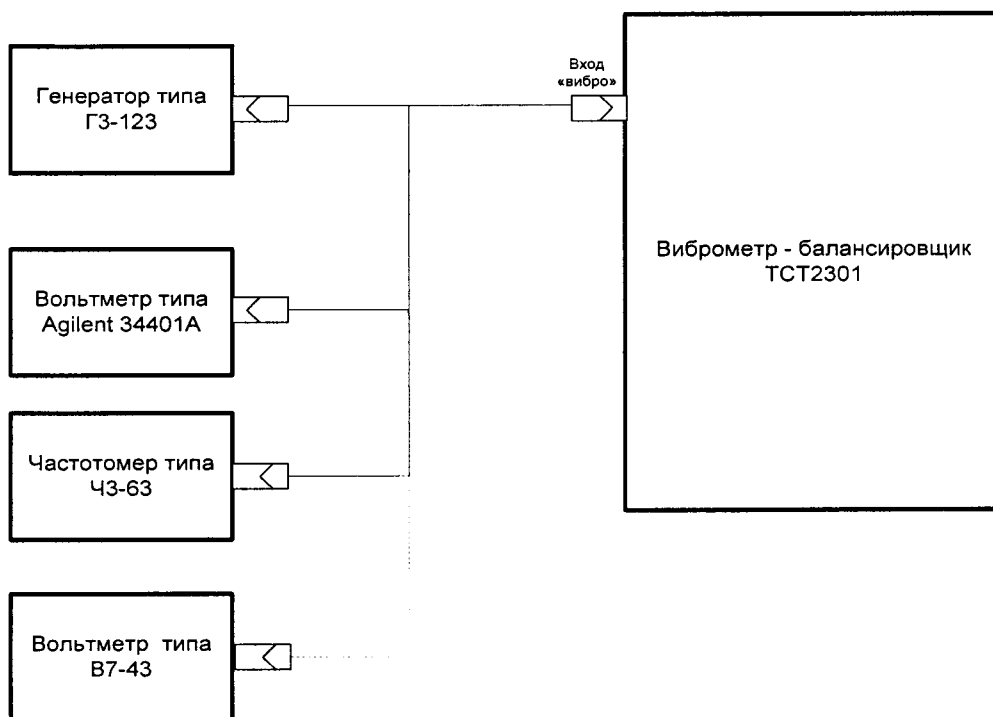 Генератор типа
Г3-123
Вход
«вибро»
Вольтметр типа
Agilent 34401A
Виброметр - балансировщик
ТСТ2301
Частотомер типа
Ч3-63
Вольтметр типа
В7-43